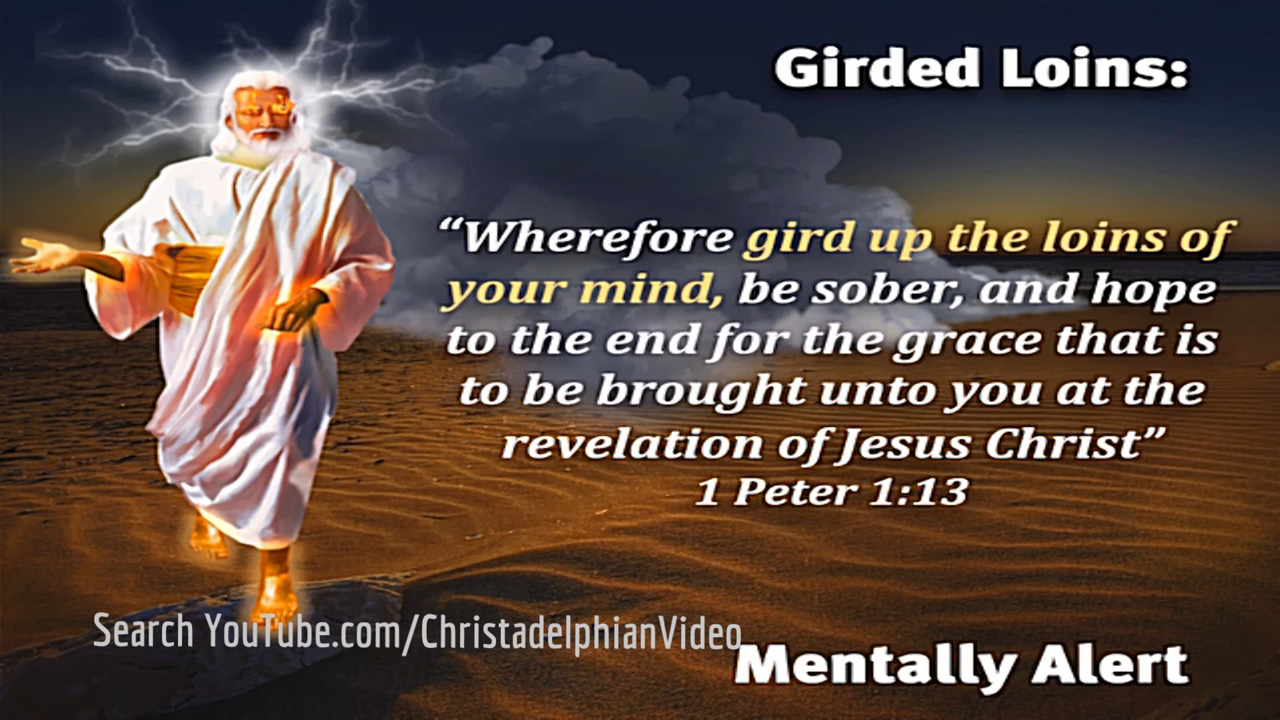 Girded Loins:
“Wherefore gird up the loins of
your mind, be sober, and hope
to the end for the grace that is
to be brought unto you at the
revelation of Jesus Christ”
1 Peter 1:13
Search YouTube.com/ChristadelphianVideo
Mentally Alert